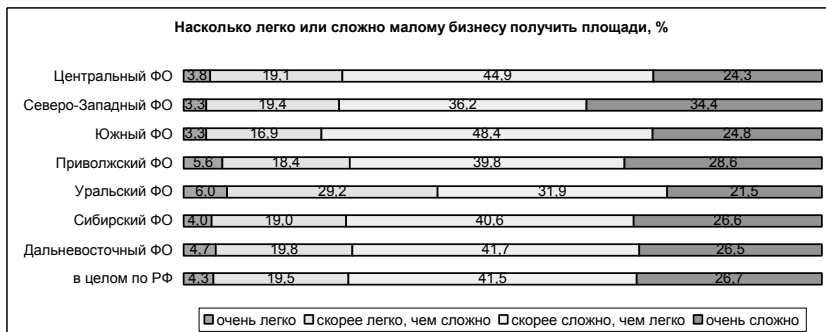 Насколько легко или сложно малому бизнесу получить площади, %
Центральный ФО 3,8 19,1 44,9 24,3
Северо-Западный ФО 3,3 19,4 36,2 34,4
Южный ФО 3,3 16,9 48,4 24,8
Приволжский ФО 5,6 18,4 39,8 28,6
Уральский ФО 6,0 29,2 31,9 21,5
Сибирский ФО 4,0 19,0 40,6 26,6
Дальневосточный ФО 4,7 19,8 41,7 26,5
в целом по РФ 4,3 19,5 41,5 26,7
очень легко скорее легко, чем сложно скорее сложно, чем легко очень сложно